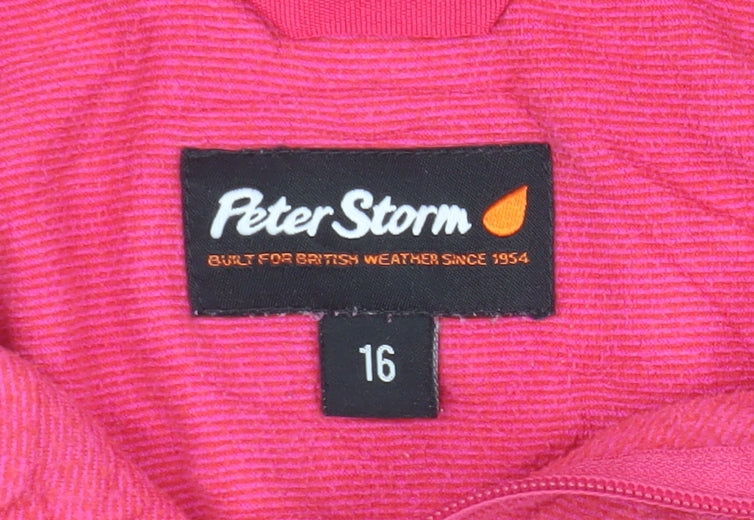 Peter Storm
BUILT FOR BRITISH WEATHER SINCE 1954
16